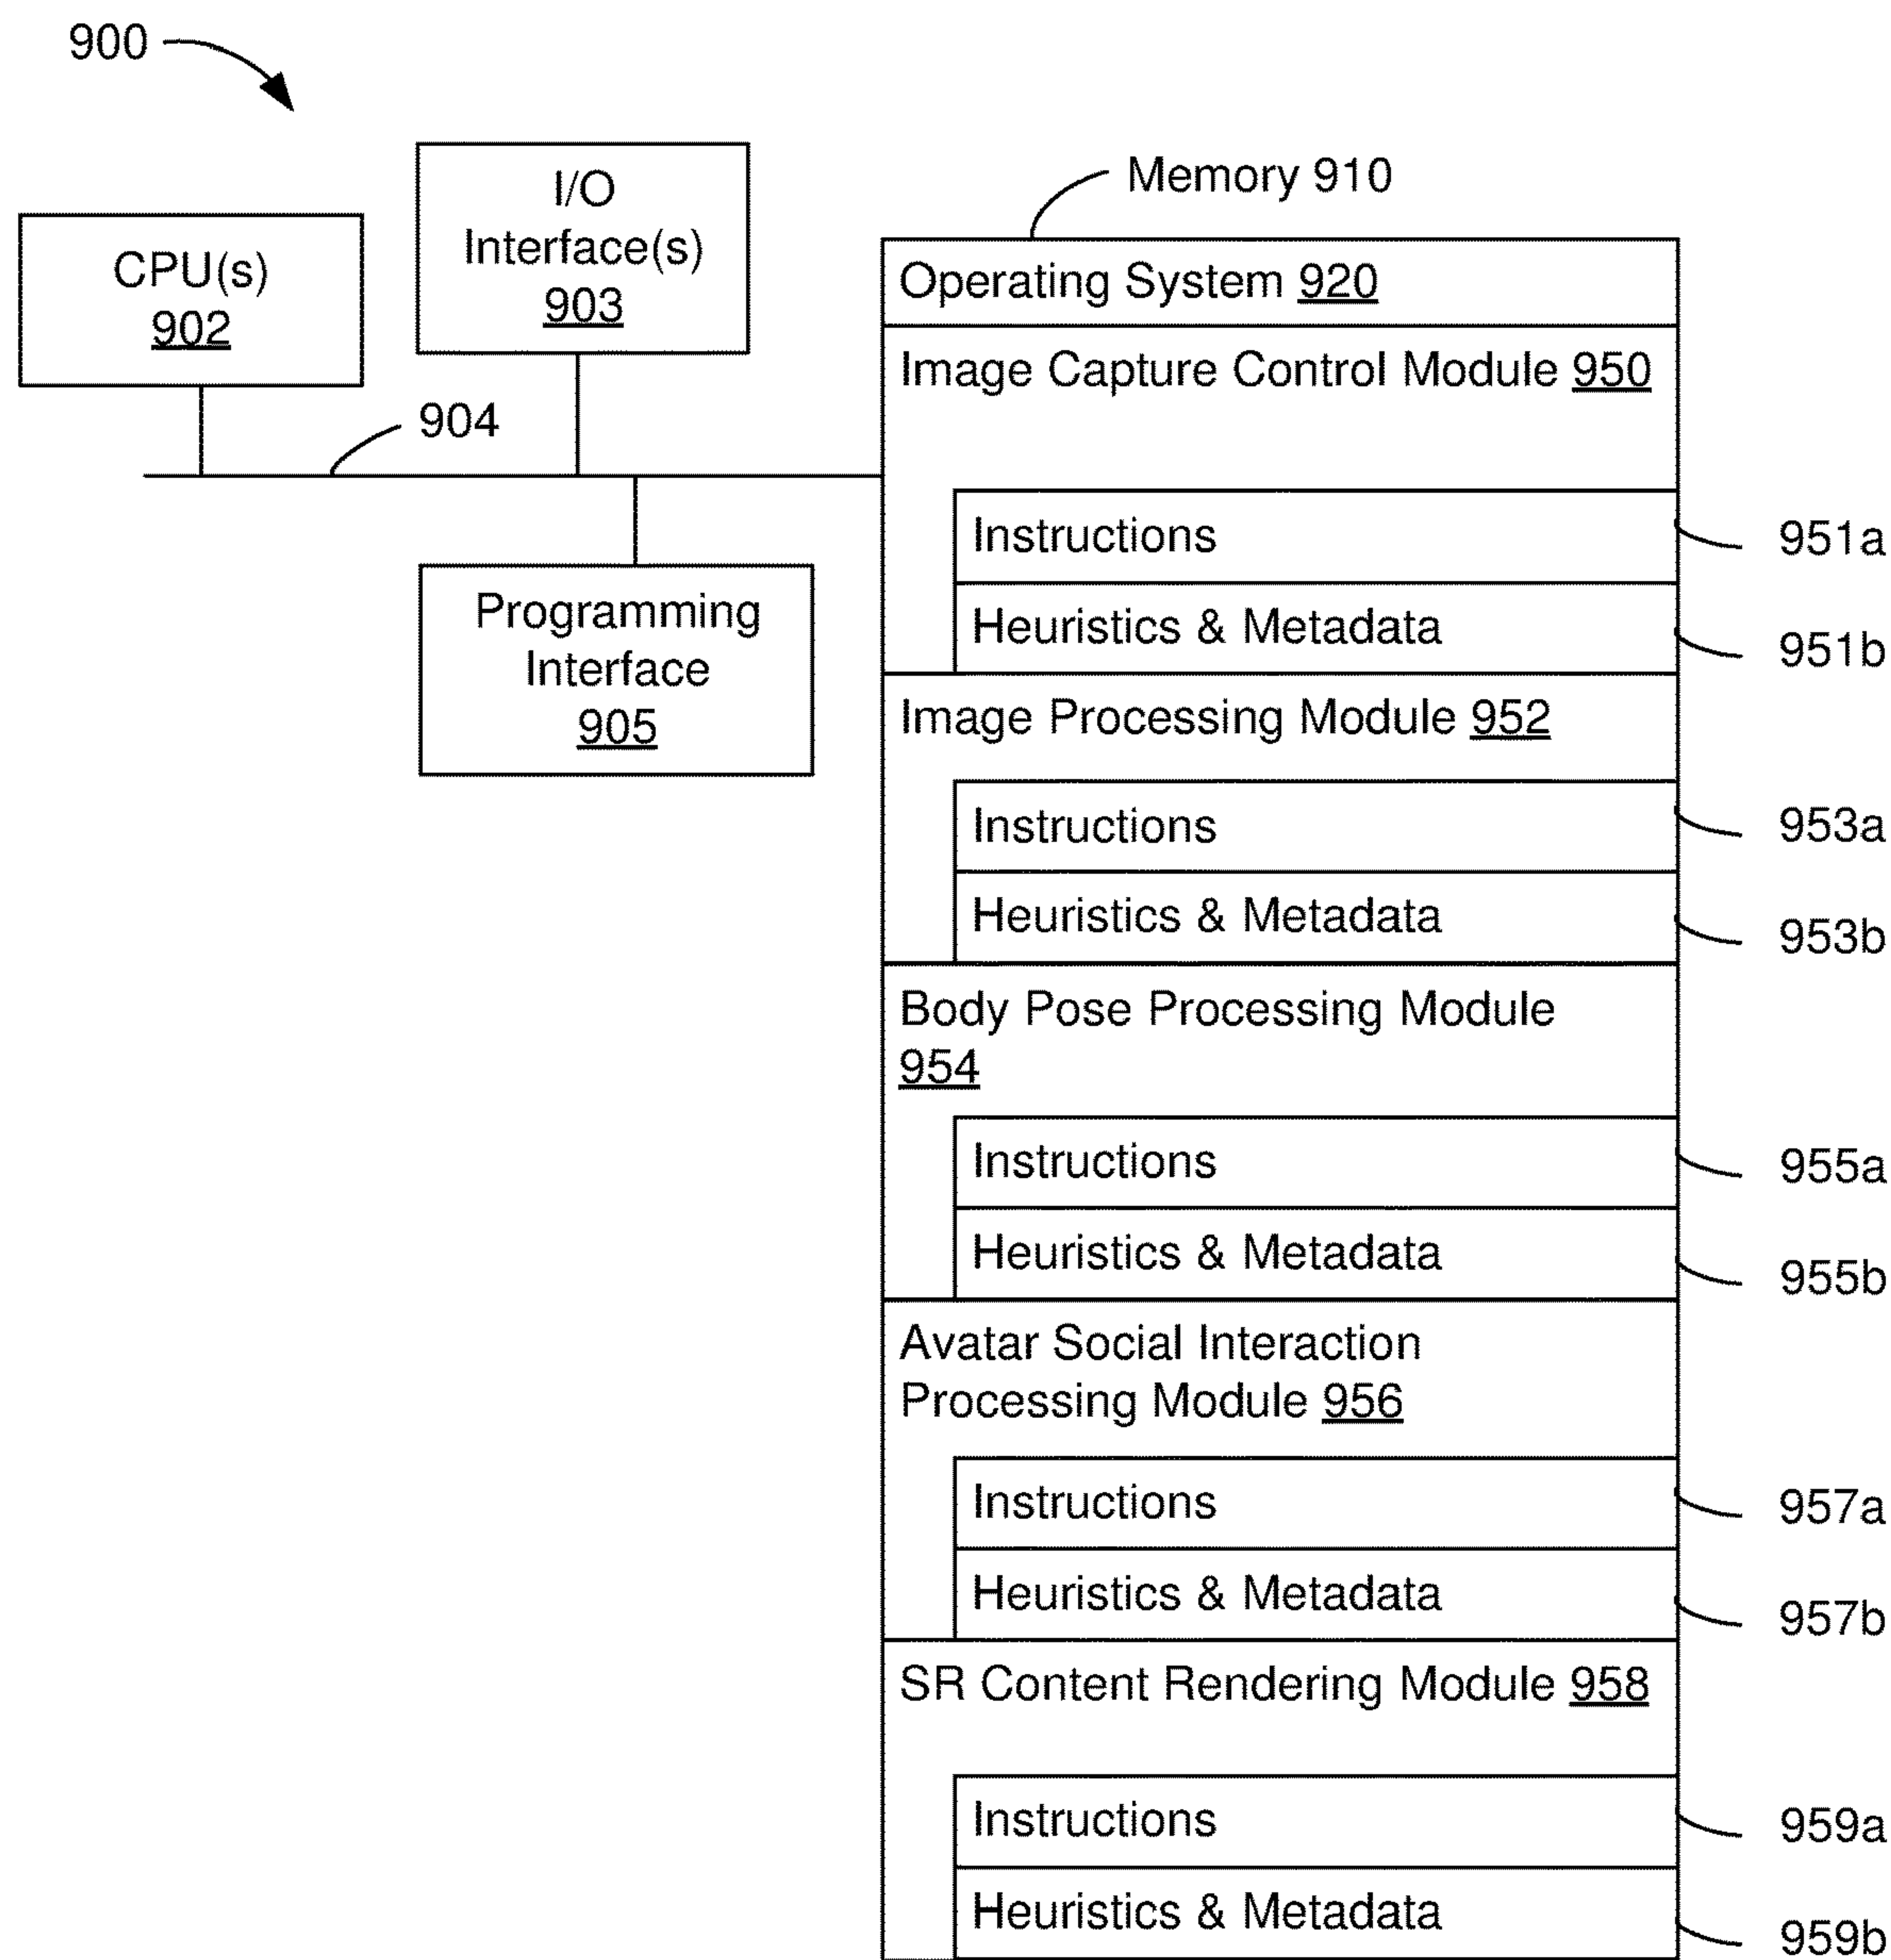 900
I/O
Interface(s)
903
CPU(s)
902
904
Programming
Interface
905
Memory 910
Operating System 920
Image Capture Control Module 950
Instructions
951a
Heuristics & Metadata
951b
Image Processing Module 952
Instructions
953a
Heuristics & Metadata
953b
Body Pose Processing Module
954
Instructions
955a
Heuristics & Metadata
955b
Avatar Social Interaction
Processing Module 956
Instructions
957a
Heuristics & Metadata
957b
SR Content Rendering Module 958
Instructions
959a
Heuristics & Metadata
959b